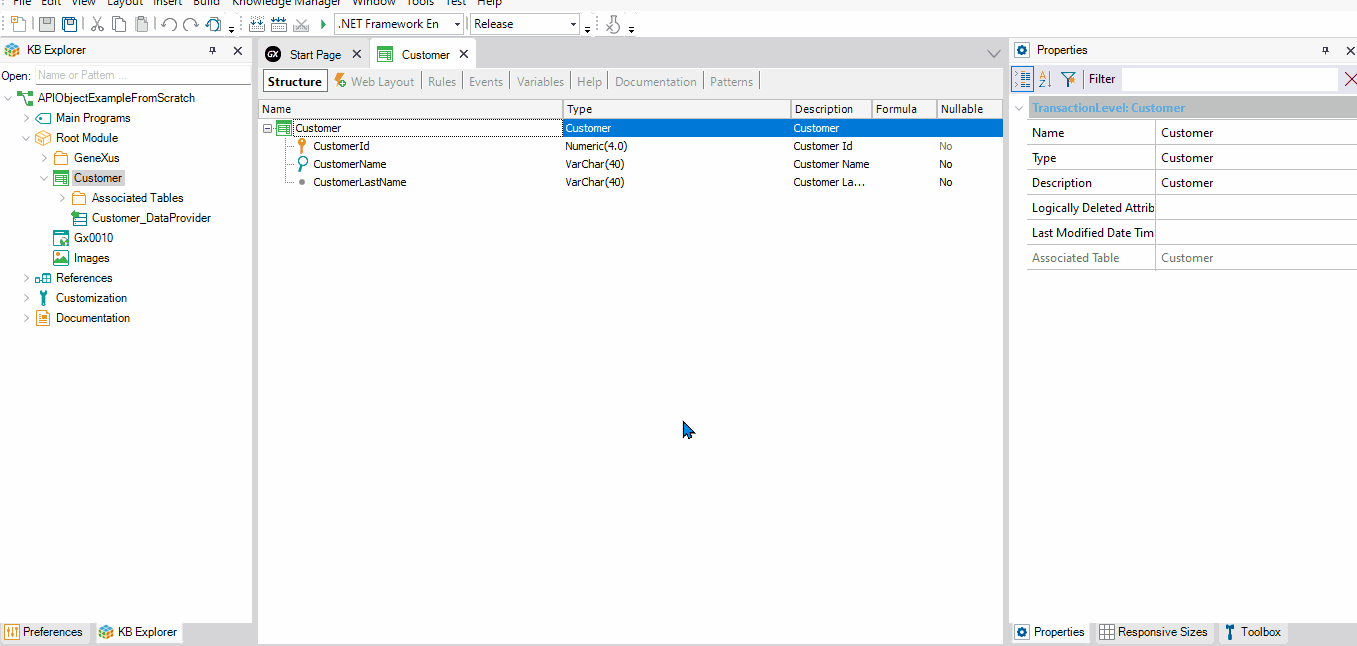 File Edit View Layout Insert Build Knowledge Manager Window Tools Test Help
.NET Framework En Release
KB Explorer
Open: Name or Pattern ...
APIObjectExampleFromScratch
Main Programs
Root Module
GeneXus
Customer
Associated Tables
Customer_DataProvider
Gx0010
Images
References
Customization
Documentation
Preferences KB Explorer
GX Start Page Customer
Structure Web Layout Rules Events Variables Help Documentation Patterns
Name Type Description Formula Nullable
Customer Customer Customer
CustomerId Numeric(4.0) Customer Id No
CustomerName VarChar(40) Customer Name No
CustomerLastName VarChar(40) Customer La... No
Properties
A Z Filter
TransactionLevel: Customer
Name Customer
Type Customer
Description Customer
Logically Deleted Attrib
Last Modified Date Tim
Associated Table Customer
Properties Responsive Sizes Toolbox